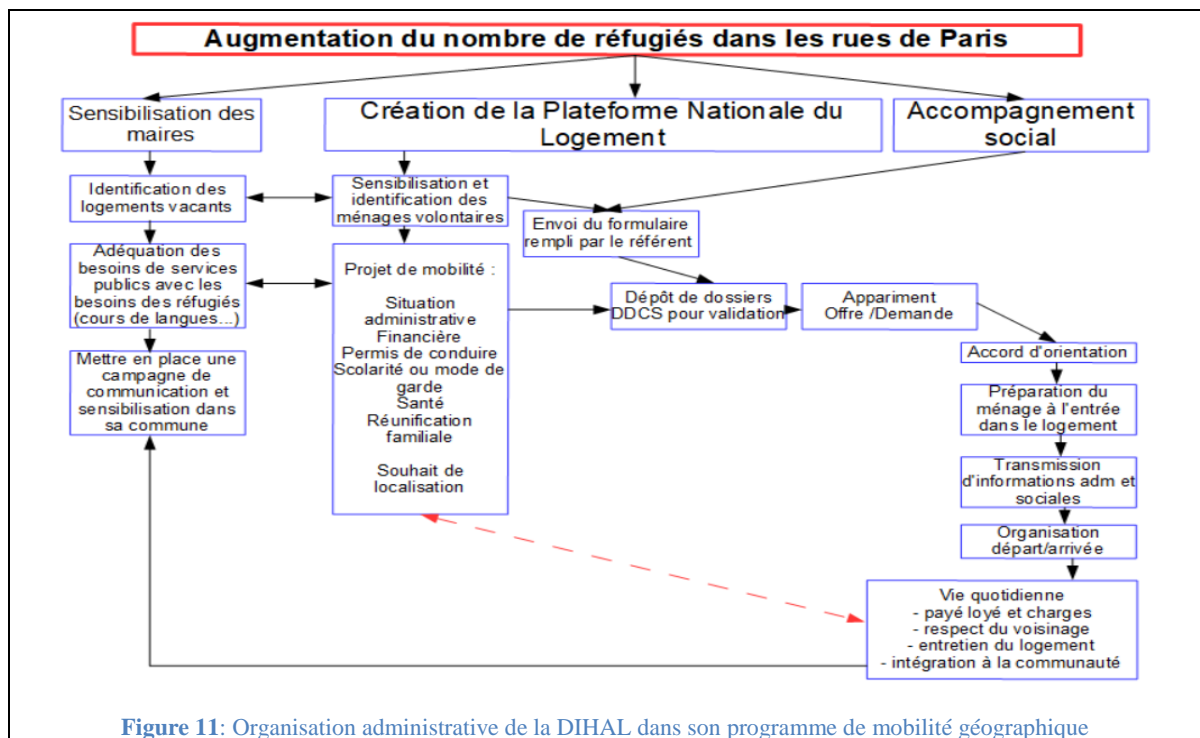 Augmentation du nombre de réfugiés dans les rues de Paris
Sensibilisation des
maires
Création de la Plateforme Nationale du
Logement
Accompagnement
social
Identification des
logements vacants
Sensibilisation et
identification des
ménages volontaires
Envoi du formulaire
rempli par le référent
Adéquation des
besoins de services
publics avec les
besoins des réfugiés
(cours de langues...)
Projet de mobilité :
Situation
administrative
Financière
Permis de conduire
Scolarité ou mode de
garde
Santé
Réunification
familiale
Souhait de
localisation
Dépôt de dossiers
DDCS pour validation
Appariment
Offre /Demande
Mettre en place une
campagne de
communication et
sensibilisation dans
sa commune
Accord d'orientation
Préparation du
ménage à l'entrée
dans le logement
Transmission
d'informations adm et
sociales
Organisation
départ/arrivée
Vie quotidienne
- payé loyé et charges
- respect du voisinage
- entretien du logement
- intégration à la communauté
Figure 11: Organisation administrative de la DIHAL dans son programme de mobilité géographique